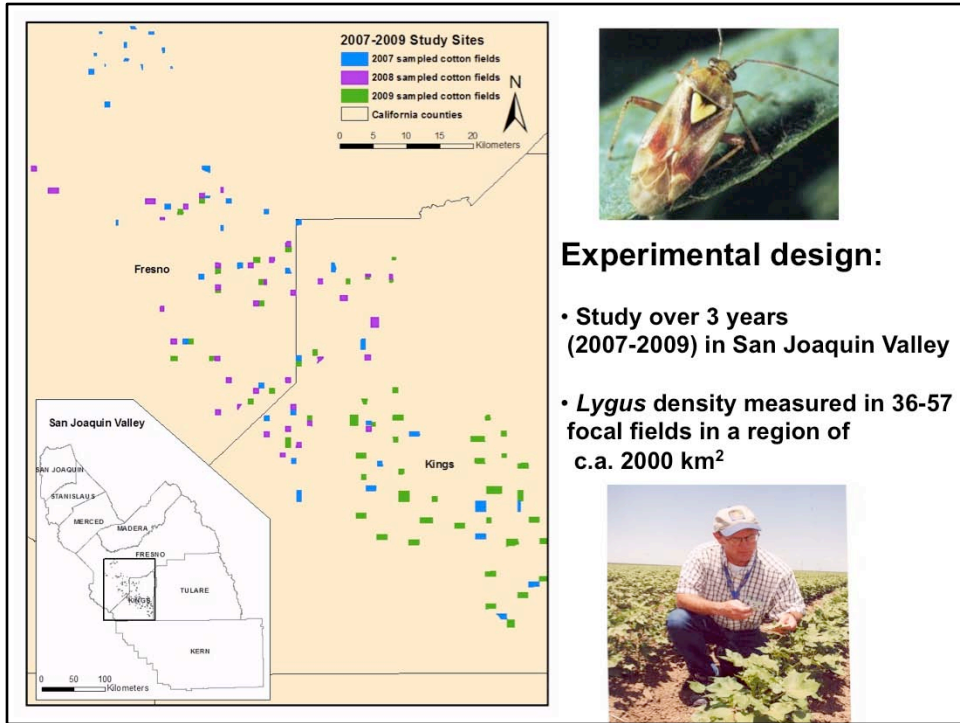 2007-2009 Study Sites
2007 sampled cotton fields
2008 sampled cotton fields
2009 sampled cotton fields
California counties
N
0 5 10 15 20
Kilometers
Fresno
Kings
San Joaquin Valley
SAN JOAQUIN
STANISLAUS
MERCED
MADERA
FRESNO
KINGS
TULARE
KERN
0 50 100
Kilometers
Experimental design:
• Study over 3 years
(2007-2009) in San Joaquin Valley
• Lygus density measured in 36-57
focal fields in a region of
c.a. 2000 km²